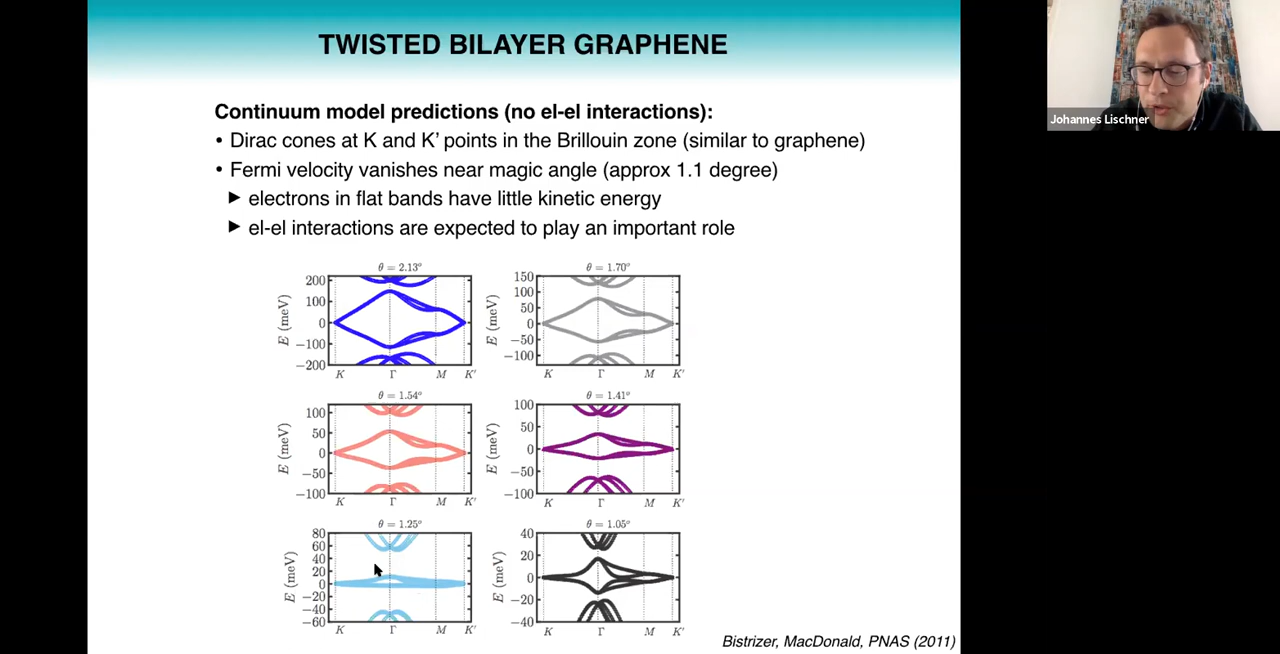 TWISTED BILAYER GRAPHENE
Johannes Lischner
Continuum model predictions (no el-el interactions):
• Dirac cones at K and K’ points in the Brillouin zone (similar to graphene)
• Fermi velocity vanishes near magic angle (approx 1.1 degree)
► electrons in flat bands have little kinetic energy
► el-el interactions are expected to play an important role
θ = 2.13°
200
100
0
−100
−200
E (meV)
K Γ M K′
θ = 1.70°
150
100
50
0
−50
−100
E (meV)
K Γ M K′
θ = 1.54°
100
50
0
−50
−100
E (meV)
K Γ M K′
θ = 1.41°
100
50
0
−50
−100
E (meV)
K Γ M K′
θ = 1.25°
80
60
40
20
0
−20
−40
−60
E (meV)
K Γ M K′
θ = 1.05°
40
20
0
−20
−40
E (meV)
K Γ M K′
Bistrizer, MacDonald, PNAS (2011)